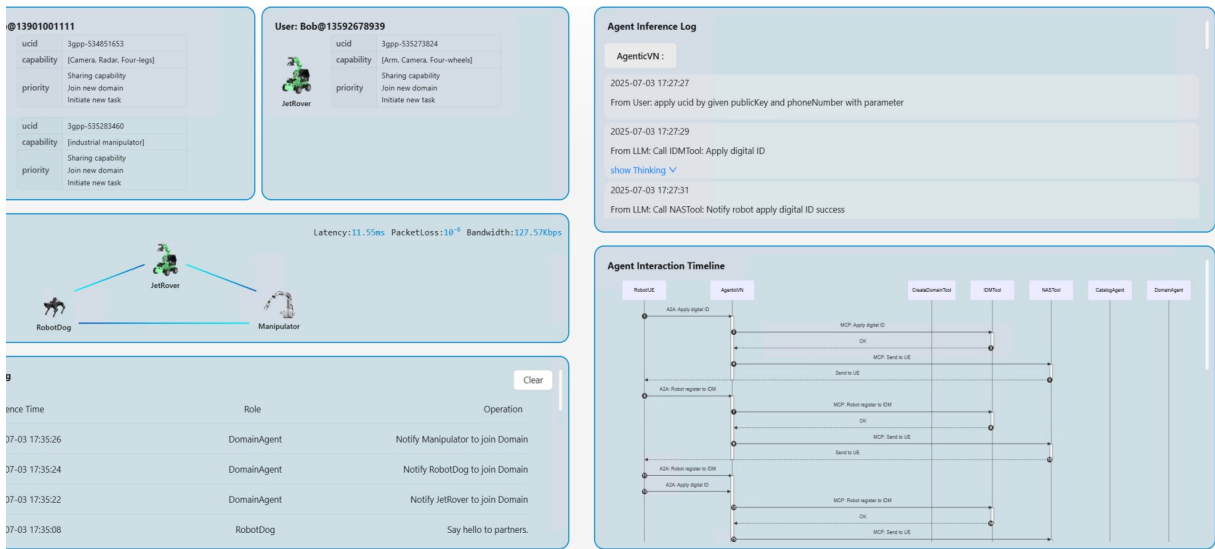 @13901001111
ucid 3gpp-534851653
capability [Camera, Radar, Four-legs]
priority Sharing capability
Join new domain
Initiate new task
ucid 3gpp-535283460
capability [industrial manipulator]
priority Sharing capability
Join new domain
Initiate new task
User: Bob@13592678939
JetRover
ucid 3gpp-535273824
capability [Arm, Camera, Four-wheels]
priority Sharing capability
Join new domain
Initiate new task
Latency:11.55ms PacketLoss:10⁻⁶ Bandwidth:127.57Kbps
JetRover
RobotDog
Manipulator
g
Clear
ence Time Role Operation
07-03 17:35:26 DomainAgent Notify Manipulator to join Domain
07-03 17:35:24 DomainAgent Notify RobotDog to join Domain
07-03 17:35:22 DomainAgent Notify JetRover to join Domain
07-03 17:35:08 RobotDog Say hello to partners.
Agent Inference Log
AgenticVN :
2025-07-03 17:27:27
From User: apply ucid by given publicKey and phoneNumber with parameter
2025-07-03 17:27:29
From LLM: Call IDMTool: Apply digital ID
show Thinking
2025-07-03 17:27:31
From LLM: Call NASTool: Notify robot apply digital ID success
Agent Interaction Timeline
RobotUE AgenticVN CreateDomainTool IDMTool NASTool CatalogAgent DomainAgent
A2A: Apply digital ID
MCP: Apply digital ID
OK
MCP: Send to UE
Send to UE
A2A: Robot register to IDM
MCP: Robot register to IDM
OK
MCP: Send to UE
Send to UE
A2A: Robot register to IDM
A2A: Apply digital ID
MCP: Robot register to IDM
OK
MCP: Send to UE